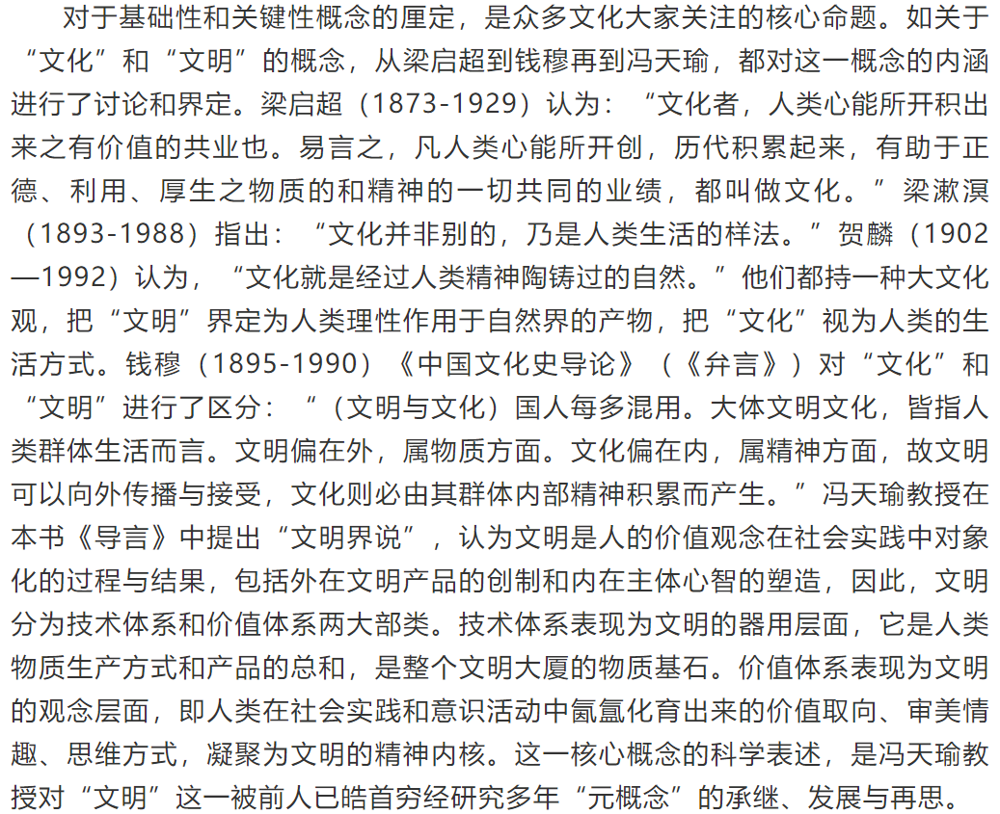 对于基础性和关键性概念的厘定，是众多文化大家关注的核心命题。如关于
“文化”和“文明”的概念，从梁启超到钱穆再到冯天瑜，都对这一概念的内涵
进行了讨论和界定。梁启超（1873-1929）认为：“文化者，人类心能所开积出
来之有价值的共业也。易言之，凡人类心能所开创，历代积累起来，有助于正
德、利用、厚生之物质的和精神的一切共同的业绩，都叫做文化。”梁漱溟
（1893-1988）指出：“文化并非别的，乃是人类生活的样法。”贺麟（1902
—1992）认为，“文化就是经过人类精神陶铸过的自然。”他们都持一种大文化
观，把“文明”界定为人类理性作用于自然界的产物，把“文化”视为人类的生
活方式。钱穆（1895-1990）《中国文化史导论》（《弁言》）对“文化”和
“文明”进行了区分：“（文明与文化）国人每多混用。大体文明文化，皆指人
类群体生活而言。文明偏在外，属物质方面。文化偏在内，属精神方面，故文明
可以向外传播与接受，文化则必由其群体内部精神积累而产生。”冯天瑜教授在
本书《导言》中提出“文明界说”，认为文明是人的价值观念在社会实践中对象
化的过程与结果，包括外在文明产品的创制和内在主体心智的塑造，因此，文明
分为技术体系和价值体系两大部类。技术体系表现为文明的器用层面，它是人类
物质生产方式和产品的总和，是整个文明大厦的物质基石。价值体系表现为文明
的观念层面，即人类在社会实践和意识活动中氤氲化育出来的价值取向、审美情
趣、思维方式，凝聚为文明的精神内核。这一核心概念的科学表述，是冯天瑜教
授对“文明”这一被前人已皓首穷经研究多年“元概念”的承继、发展与再思。